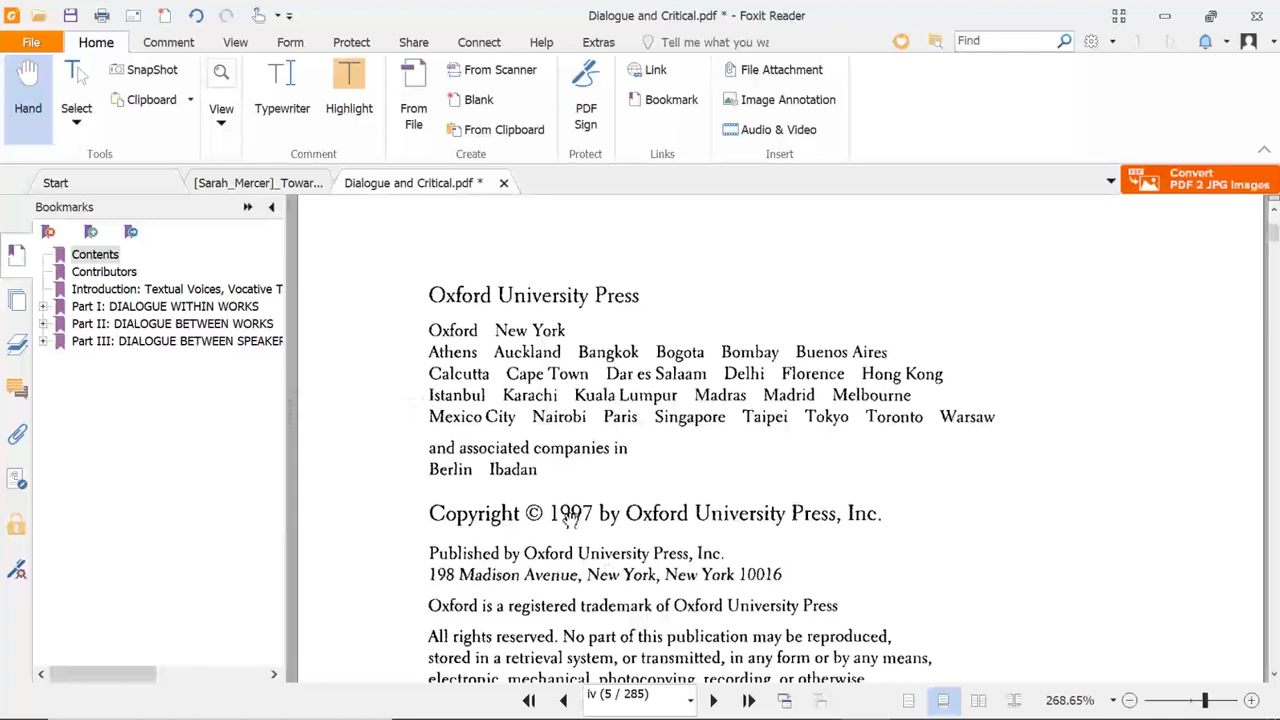 Dialogue and Critical.pdf * - Foxit Reader
File Home Comment View Form Protect Share Connect Help Extras Tell me what you wa Find
Hand
Select
SnapShot
Clipboard
View
Typewriter
Highlight
From File
From Scanner
Blank
From Clipboard
PDF Sign
Link
Bookmark
File Attachment
Image Annotation
Audio & Video
Tools Comment Create Protect Links Insert
Start [Sarah_Mercer]_Towar... Dialogue and Critical.pdf *
Convert
PDF 2 JPG Images
Bookmarks
Contents
Contributors
Introduction: Textual Voices, Vocative T
Part I: DIALOGUE WITHIN WORKS
Part II: DIALOGUE BETWEEN WORKS
Part III: DIALOGUE BETWEEN SPEAKER
Oxford University Press
Oxford New York
Athens Auckland Bangkok Bogota Bombay Buenos Aires
Calcutta Cape Town Dar es Salaam Delhi Florence Hong Kong
Istanbul Karachi Kuala Lumpur Madras Madrid Melbourne
Mexico City Nairobi Paris Singapore Taipei Tokyo Toronto Warsaw
and associated companies in
Berlin Ibadan
Copyright © 1997 by Oxford University Press, Inc.
Published by Oxford University Press, Inc.
198 Madison Avenue, New York, New York 10016
Oxford is a registered trademark of Oxford University Press
All rights reserved. No part of this publication may be reproduced,
stored in a retrieval system, or transmitted, in any form or by any means,
electronic, mechanical, photocopying, recording, or otherwise
iv (5 / 285)
268.65%